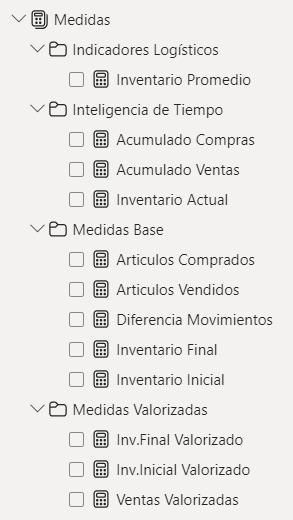 Medidas
Indicadores Logísticos
Inventario Promedio
Inteligencia de Tiempo
Acumulado Compras
Acumulado Ventas
Inventario Actual
Medidas Base
Articulos Comprados
Articulos Vendidos
Diferencia Movimientos
Inventario Final
Inventario Inicial
Medidas Valorizadas
Inv.Final Valorizado
Inv.Inicial Valorizado
Ventas Valorizadas